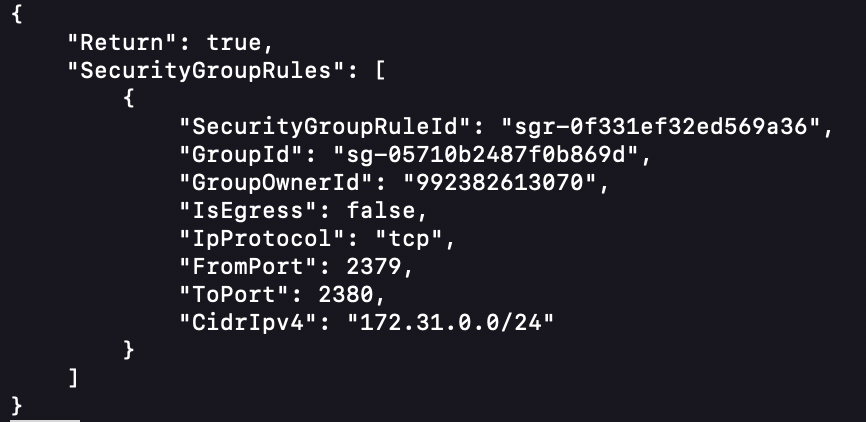 {
    "Return": true,
    "SecurityGroupRules": [
        {
            "SecurityGroupRuleId": "sgr-0f331ef32ed569a36",
            "GroupId": "sg-05710b2487f0b869d",
            "GroupOwnerId": "992382613070",
            "IsEgress": false,
            "IpProtocol": "tcp",
            "FromPort": 2379,
            "ToPort": 2380,
            "CidrIpv4": "172.31.0.0/24"
        }
    ]
}